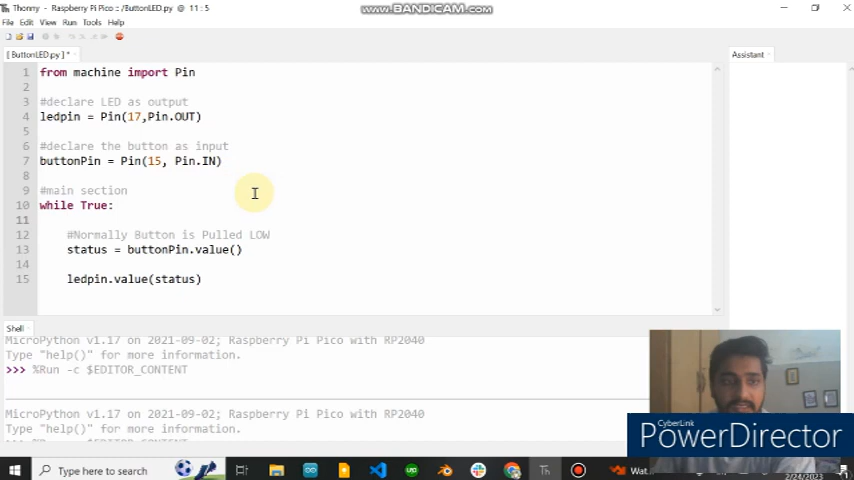 Thonny - Raspberry Pi Pico :: /ButtonLED.py @ 11 : 5
WWW.BANDICAM.COM
File Edit View Run Tools Help
[ ButtonLED.py ] *
Assistant
1 from machine import Pin
2
3 #declare LED as output
4 ledpin = Pin(17,Pin.OUT)
5
6 #declare the button as input
7 buttonPin = Pin(15, Pin.IN)
8
9 #main section
10 while True:
11
12 #Normally Button is Pulled LOW
13 status = buttonPin.value()
14
15 ledpin.value(status)
Shell
MicroPython v1.17 on 2021-09-02; Raspberry Pi Pico with RP2040
Type "help()" for more information.
>>> %Run -c $EDITOR_CONTENT
MicroPython v1.17 on 2021-09-02; Raspberry Pi Pico with RP2040
Type "help()" for more information.
CyberLink
PowerDirector
Type here to search
Wat...
2/24/2023